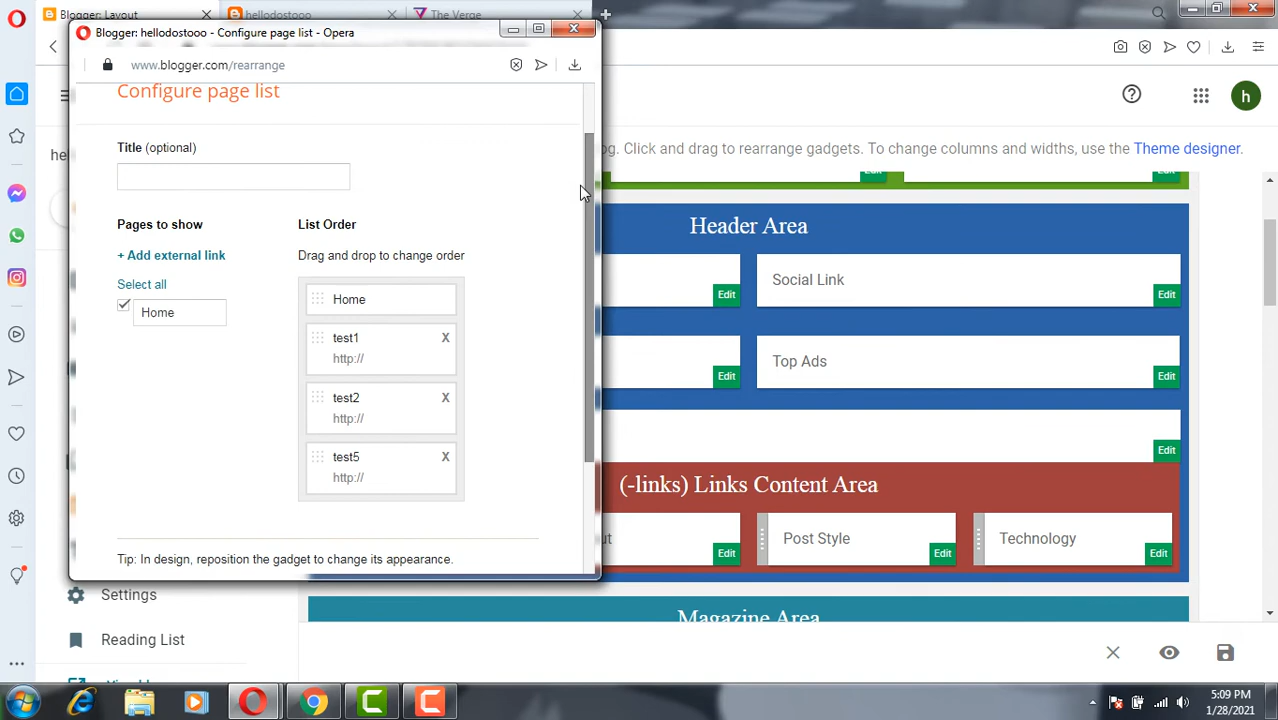 Blogger: Layout
hellodostooo
The Verge
Blogger: hellodostooo - Configure page list - Opera
www.blogger.com/rearrange
Configure page list
h
og. Click and drag to rearrange gadgets. To change columns and widths, use the Theme designer.
Title (optional)
Pages to show
List Order
+ Add external link
Drag and drop to change order
Select all
Home
Home
test1
X
http://
test2
X
http://
test5
X
http://
Tip: In design, reposition the gadget to change its appearance.
Header Area
Social Link
Edit
Edit
Top Ads
Edit
Edit
Edit
(-links) Links Content Area
ut
Post Style
Technology
Edit
Edit
Edit
Magazine Area
Settings
Reading List
5:09 PM
1/28/2021